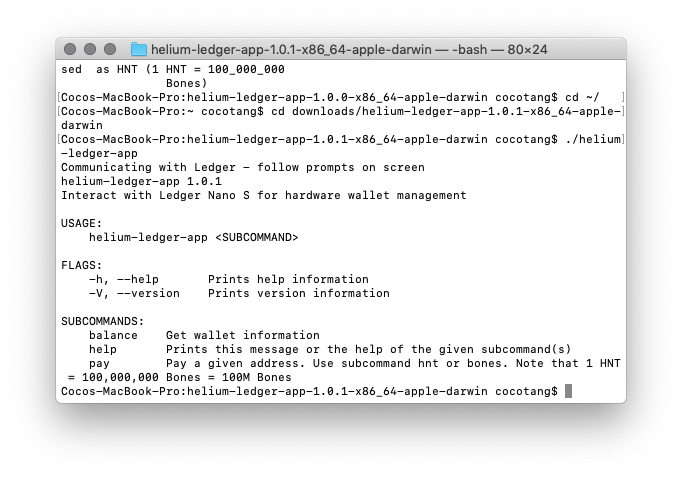 helium-ledger-app-1.0.1-x86_64-apple-darwin — -bash — 80×24
sed  as HNT (1 HNT = 100_000_000
               Bones)
[Cocos-MacBook-Pro:helium-ledger-app-1.0.0-x86_64-apple-darwin cocotang$ cd ~/   ]
[Cocos-MacBook-Pro:~ cocotang$ cd downloads/helium-ledger-app-1.0.1-x86_64-apple-]
darwin
[Cocos-MacBook-Pro:helium-ledger-app-1.0.1-x86_64-apple-darwin cocotang$ ./helium]
-ledger-app
Communicating with Ledger - follow prompts on screen
helium-ledger-app 1.0.1
Interact with Ledger Nano S for hardware wallet management

USAGE:
    helium-ledger-app <SUBCOMMAND>

FLAGS:
    -h, --help       Prints help information
    -V, --version    Prints version information

SUBCOMMANDS:
    balance    Get wallet information
    help       Prints this message or the help of the given subcommand(s)
    pay        Pay a given address. Use subcommand hnt or bones. Note that 1 HNT
 = 100,000,000 Bones = 100M Bones
Cocos-MacBook-Pro:helium-ledger-app-1.0.1-x86_64-apple-darwin cocotang$